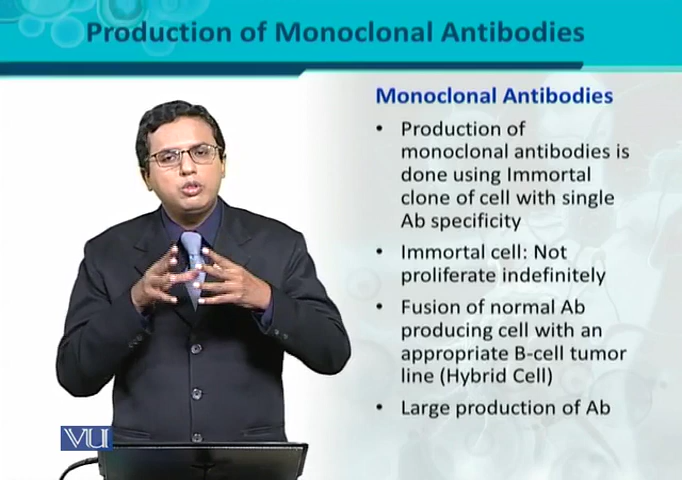 Production of Monoclonal Antibodies
Monoclonal Antibodies
• Production of
monoclonal antibodies is
done using Immortal
clone of cell with single
Ab specificity
• Immortal cell: Not
proliferate indefinitely
• Fusion of normal Ab
producing cell with an
appropriate B-cell tumor
line (Hybrid Cell)
• Large production of Ab
VU